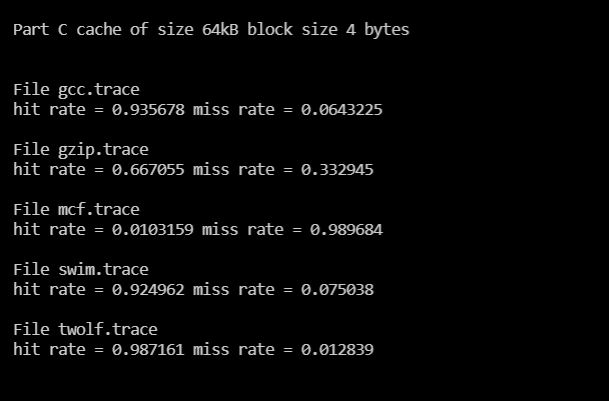 Part C cache of size 64kB block size 4 bytes
File gcc.trace
hit rate = 0.935678 miss rate = 0.0643225
File gzip.trace
hit rate = 0.667055 miss rate = 0.332945
File mcf.trace
hit rate = 0.0103159 miss rate = 0.989684
File swim.trace
hit rate = 0.924962 miss rate = 0.075038
File twolf.trace
hit rate = 0.987161 miss rate = 0.012839